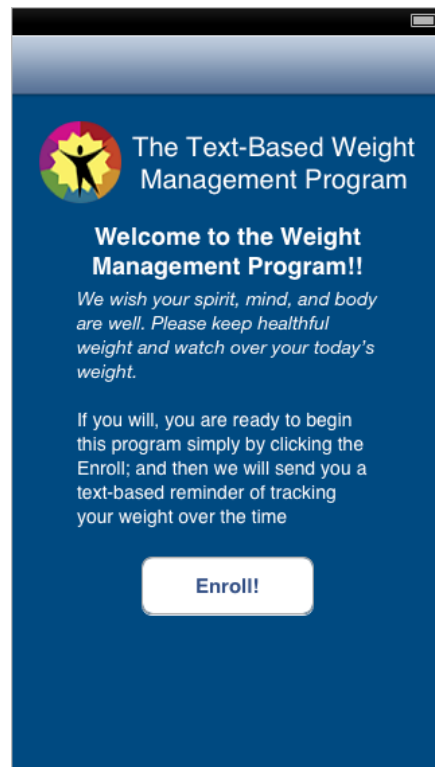 The Text-Based Weight
Management Program
Welcome to the Weight
Management Program!!
We wish your spirit, mind, and body
are well. Please keep healthful
weight and watch over your today's
weight.
If you will, you are ready to begin
this program simply by clicking the
Enroll; and then we will send you a
text-based reminder of tracking
your weight over the time
Enroll!